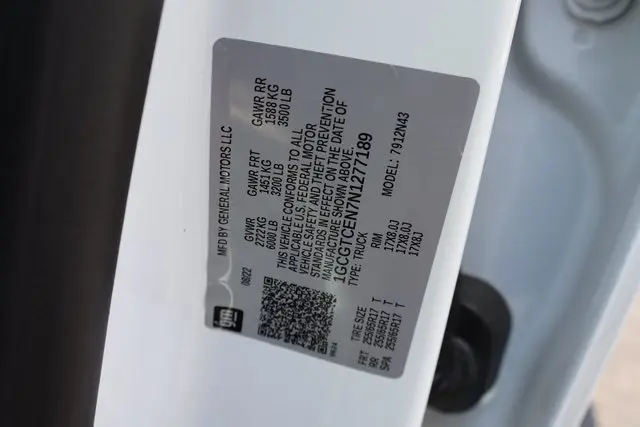 gm
MFD BY GENERAL MOTORS LLC
08/22
GVWR GAWR FRT GAWR RR
2722 KG 1451 KG 1588 KG
6000 LB 3200 LB 3500 LB
THIS VEHICLE CONFORMS TO ALL
APPLICABLE U.S. FEDERAL MOTOR
VEHICLE SAFETY AND THEFT PREVENTION
STANDARDS IN EFFECT ON THE DATE OF
MANUFACTURE SHOWN ABOVE.
1GCGTCEN7N1277189
TYPE: TRUCK MODEL: 7912N43
TIRE SIZE RIM
FRT 255/65R17 T 17X8.0J
RR 255/65R17 T 17X8.0J
SPA 255/65R17 T 17X8J